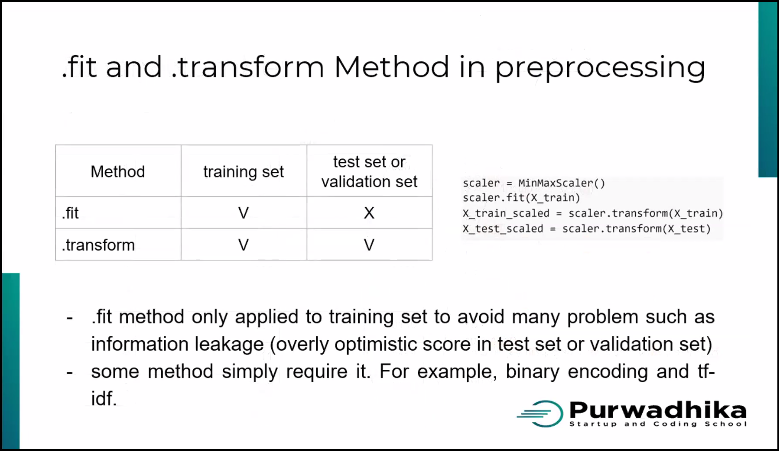 .fit and .transform Method in preprocessing
Method training set test set or validation set
.fit V X
.transform V V
scaler = MinMaxScaler()
scaler.fit(X_train)
X_train_scaled = scaler.transform(X_train)
X_test_scaled = scaler.transform(X_test)
- .fit method only applied to training set to avoid many problem such as
information leakage (overly optimistic score in test set or validation set)
- some method simply require it. For example, binary encoding and tf-
idf.
Purwadhika
Startup and Coding School